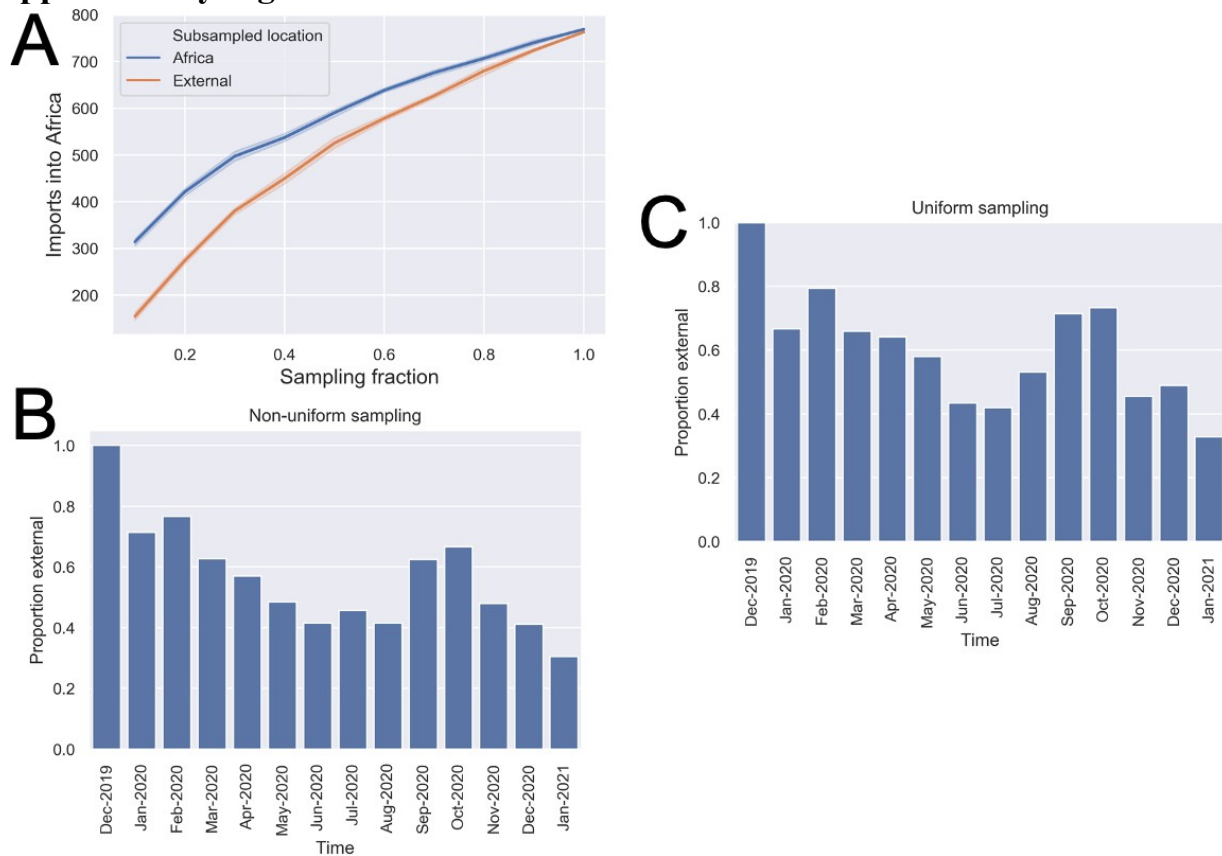 A
Subsampled location
Africa
External
Imports into Africa
800
700
600
500
400
300
200
0.2 0.4 0.6 0.8 1.0
Sampling fraction
B
Non-uniform sampling
Proportion external
1.0
0.8
0.6
0.4
0.2
0.0
Dec-2019 Jan-2020 Feb-2020 Mar-2020 Apr-2020 May-2020 Jun-2020 Jul-2020 Aug-2020 Sep-2020 Oct-2020 Nov-2020 Dec-2020 Jan-2021
Time
C
Uniform sampling
Proportion external
1.0
0.8
0.6
0.4
0.2
0.0
Dec-2019 Jan-2020 Feb-2020 Mar-2020 Apr-2020 May-2020 Jun-2020 Jul-2020 Aug-2020 Sep-2020 Oct-2020 Nov-2020 Dec-2020 Jan-2021
Time